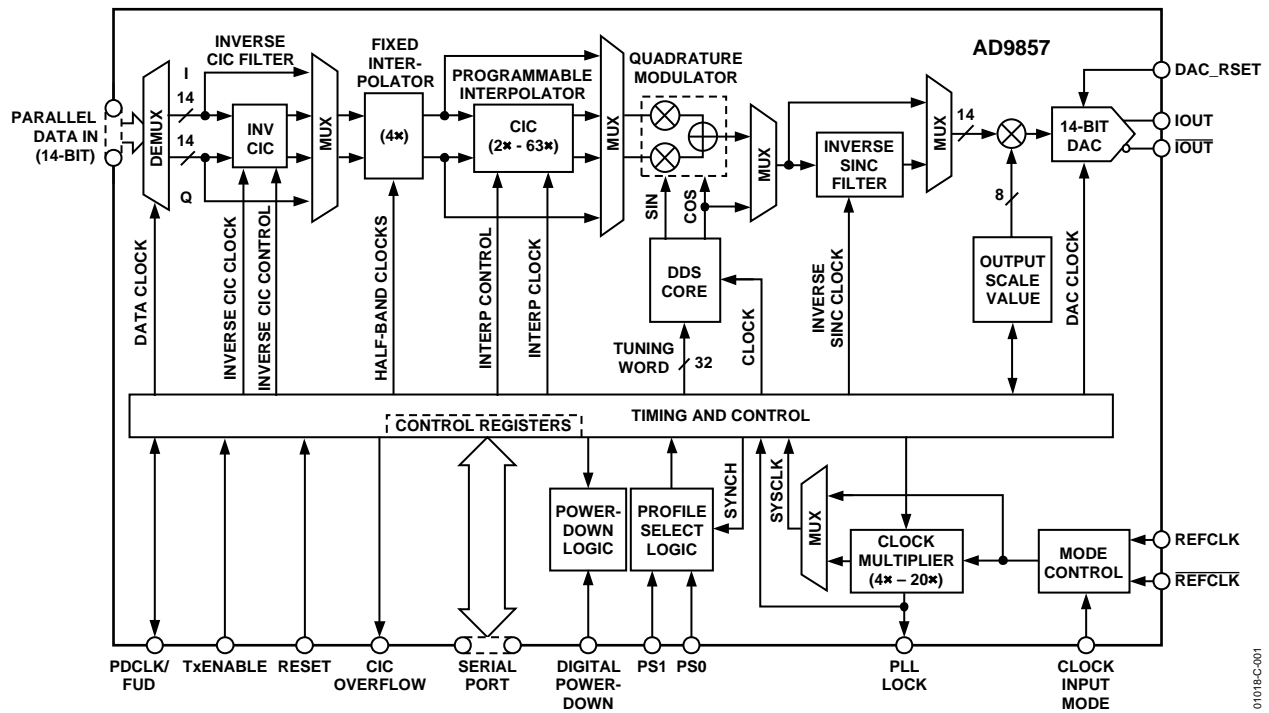 AD9857
INVERSE
CIC FILTER
FIXED
INTER-
POLATOR
PROGRAMMABLE
INTERPOLATOR
QUADRATURE
MODULATOR
DAC_RSET
I
14
14
Q
PARALLEL
DATA IN
(14-BIT)
DEMUX
INV
CIC
MUX
(4×)
CIC
(2× - 63×)
MUX
MUX
INVERSE
SINC
FILTER
MUX
14
14-BIT
DAC
IOUT
IOUT
8
SIN
COS
DDS
CORE
OUTPUT
SCALE
VALUE
DATA CLOCK
INVERSE CIC CLOCK
INVERSE CIC CONTROL
HALF-BAND CLOCKS
INTERP CONTROL
INTERP CLOCK
TUNING
WORD
32
CLOCK
INVERSE
SINC CLOCK
DAC CLOCK
TIMING AND CONTROL
CONTROL REGISTERS
POWER-
DOWN
LOGIC
PROFILE
SELECT
LOGIC
SYNCH
SYSCLK
MUX
CLOCK
MULTIPLIER
(4× – 20×)
MODE
CONTROL
REFCLK
REFCLK
PDCLK/
FUD
TxENABLE
RESET
CIC
OVERFLOW
SERIAL
PORT
DIGITAL
POWER-
DOWN
PS1
PS0
PLL
LOCK
CLOCK
INPUT
MODE
01018-C-001